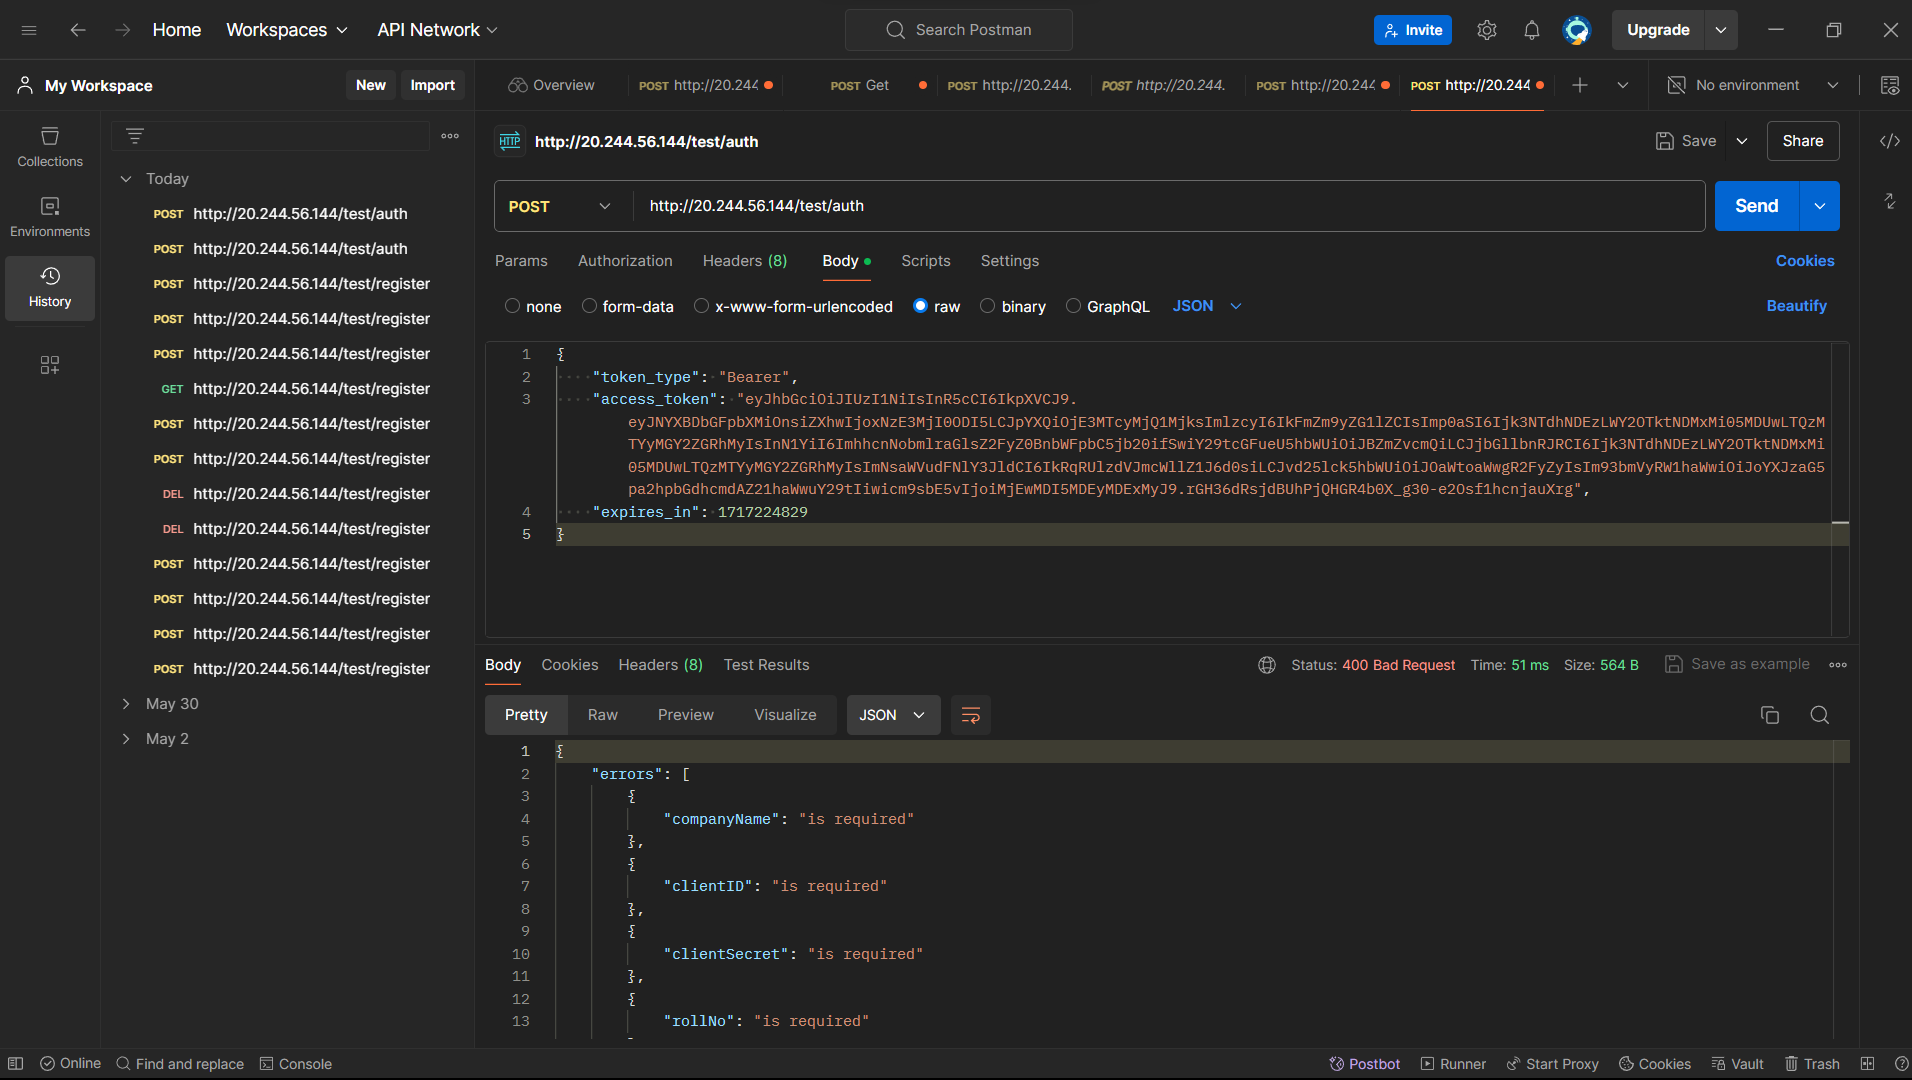 Home Workspaces API Network Search Postman Invite Upgrade
My Workspace New Import
Overview POST http://20.244 POST Get POST http://20.244. POST http://20.244. POST http://20.244 POST http://20.244 No environment
Collections
Environments
History
Today
POST http://20.244.56.144/test/auth
POST http://20.244.56.144/test/auth
POST http://20.244.56.144/test/register
POST http://20.244.56.144/test/register
POST http://20.244.56.144/test/register
GET http://20.244.56.144/test/register
POST http://20.244.56.144/test/register
POST http://20.244.56.144/test/register
DEL http://20.244.56.144/test/register
DEL http://20.244.56.144/test/register
POST http://20.244.56.144/test/register
POST http://20.244.56.144/test/register
POST http://20.244.56.144/test/register
POST http://20.244.56.144/test/register
May 30
May 2
HTTP http://20.244.56.144/test/auth Save Share
POST http://20.244.56.144/test/auth Send
Params Authorization Headers (8) Body Scripts Settings Cookies
none form-data x-www-form-urlencoded raw binary GraphQL JSON Beautify
1 {
2 "token_type": "Bearer",
3 "access_token": "eyJhbGciOiJIUzI1NiIsInR5cCI6IkpXVCJ9.
eyJNYXBDbGFpbXMiOnsiZXhwIjoxNzE3MjI0ODI5LCJpYXQiOjE3MTcyMjQ1MjksImlzcyI6IkFmZm9yZG1lZCIsImp0aSI6Ijk3NTdhNDEzLWY2OTktNDMxMi05MDUwLTQzM
TYyMGY2ZGRhMyIsInN1YiI6ImhhcnNobmlraGlsZ2FyZ0BnbWFpbC5jb20ifSwiY29tcGFueU5hbWUiOiJBZmZvcmQiLCJjbGllbnRJRCI6Ijk3NTdhNDEzLWY2OTktNDMxMi
05MDUwLTQzMTYyMGY2ZGRhMyIsImNsaWVudFNlY3JldCI6IkRqRUlzdVJmcWllZ1J6d0siLCJvd25lck5hbWUiOiJOaWtoaWwgR2FyZyIsIm93bmVyRW1haWwiOiJoYXJzaG5
pa2hpbGdhcmdAZ21haWwuY29tIiwicm9sbE5vIjoiMjEwMDI5MDEyMDExMyJ9.rGH36dRsjdBUhPjQHGR4b0X_g30-e2Osf1hcnjauXrg",
4 "expires_in": 1717224829
5 }
Body Cookies Headers (8) Test Results Status: 400 Bad Request Time: 51 ms Size: 564 B Save as example
Pretty Raw Preview Visualize JSON
1 {
2 "errors": [
3 {
4 "companyName": "is required"
5 },
6 {
7 "clientID": "is required"
8 },
9 {
10 "clientSecret": "is required"
11 },
12 {
13 "rollNo": "is required"
Online Find and replace Console Postbot Runner Start Proxy Cookies Vault Trash